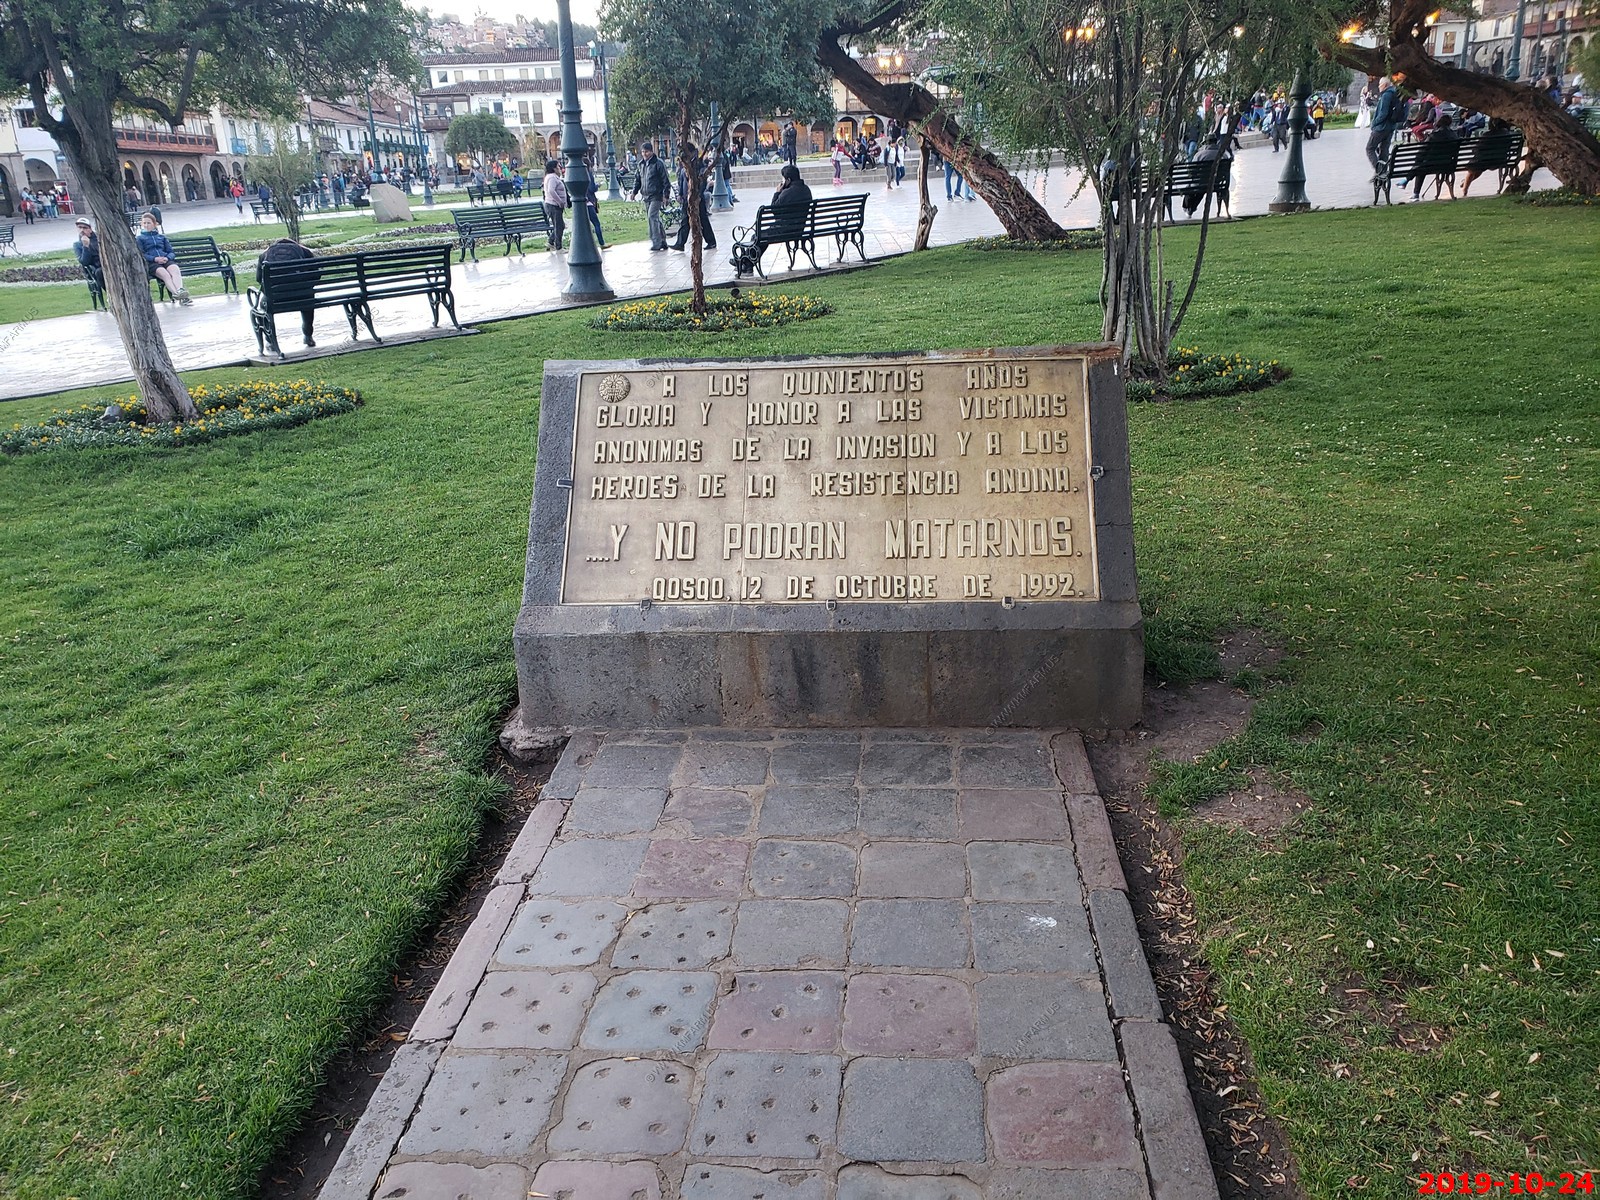 A LOS QUINIENTOS AÑOS
GLORIA Y HONOR A LAS VICTIMAS
ANONIMAS DE LA INVASION Y A LOS
HEROES DE LA RESISTENCIA ANDINA.
....Y NO PODRAN MATARNOS.
QOSQO, 12 DE OCTUBRE DE 1992.
2019-10-24